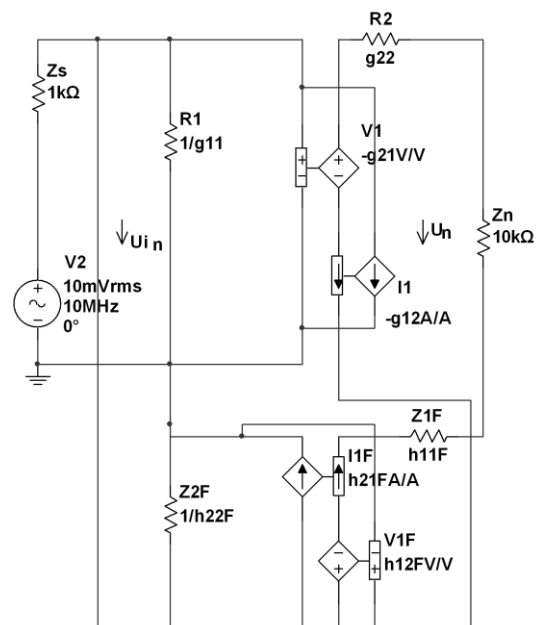 R2
g22
Zs
1kΩ
R1
1/g11
V1
-g21V/V
+
-
+
-
Zn
10kΩ
Uin
Un
V2
10mVrms
10MHz
0°
+
~
-
I1
-g12A/A
Z1F
h11F
I1F
h21FA/A
Z2F
1/h22F
V1F
h12FV/V
-
+
-
+